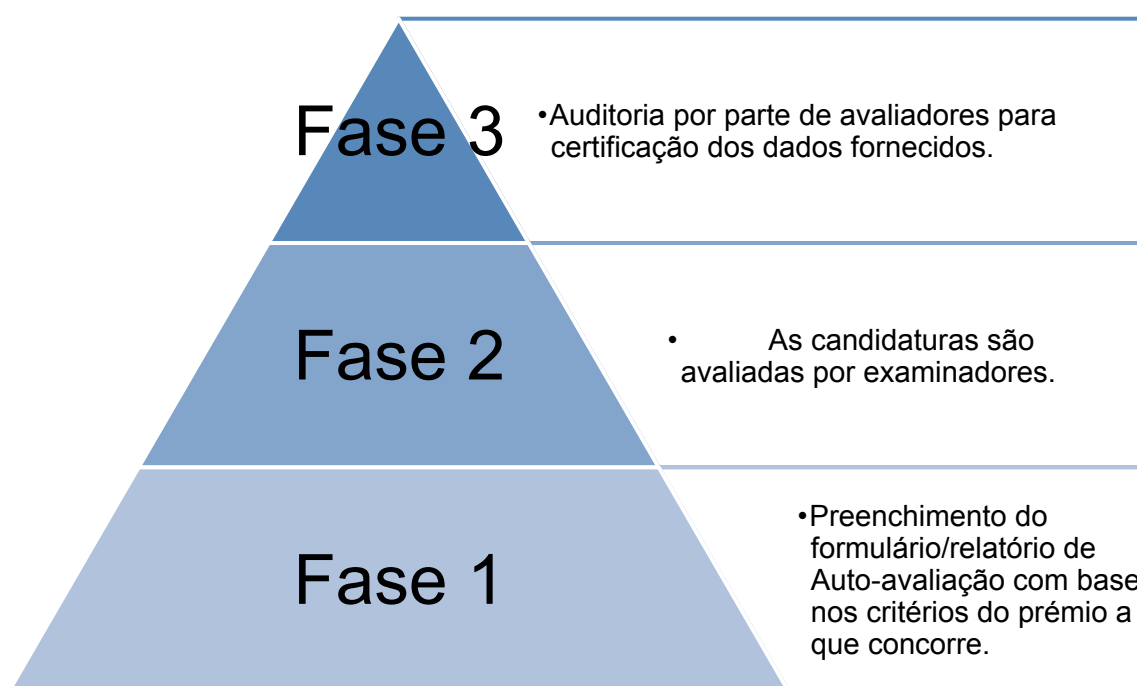 Fase 3
•Auditoria por parte de avaliadores para
certificação dos dados fornecidos.
Fase 2
• As candidaturas são
avaliadas por examinadores.
Fase 1
•Preenchimento do
formulário/relatório de
Auto-avaliação com base
nos critérios do prémio a
que concorre.